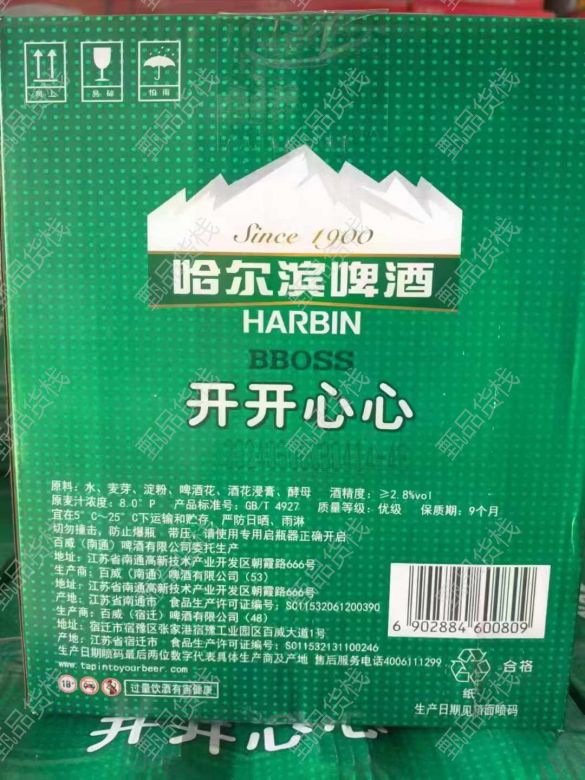 向上 易碎 怕雨
Since 1900
哈尔滨啤酒
HARBIN
BBOSS
开开心心
原料：水、麦芽、淀粉、啤酒花、酒花浸膏、酵母 酒精度：≥2.8%vol
原麦汁浓度：8.0°P 产品标准号：GB/T 4927 质量等级：优级 保质期：9个月
宜在5°C～25°C下运输和贮存，严防日晒、雨淋
切勿撞击，防止爆瓶 带压，请使用专用启瓶器正确开启
百威（南通）啤酒有限公司委托生产
地址：江苏省南通高新技术产业开发区朝霞路666号
生产商：百威（南通）啤酒有限公司（53）
地址：江苏省南通高新技术产业开发区朝霞路666号
产地：江苏省南通市 食品生产许可证编号：SC11532061200390
生产商：百威（宿迁）啤酒有限公司（48）
地址：宿迁市宿豫区张家港宿豫工业园区百威大道1号
产地：江苏省宿迁市 食品生产许可证编号：SC11532131100246
生产日期喷码最后两位数字代表具体生产商及产地 售后服务电话4006111299
www.tapintoyourbeer.com
18+ 过量饮酒有害健康
6 902884 600809
纸 合格
生产日期见箱面喷码
开开心心
甄品货栈